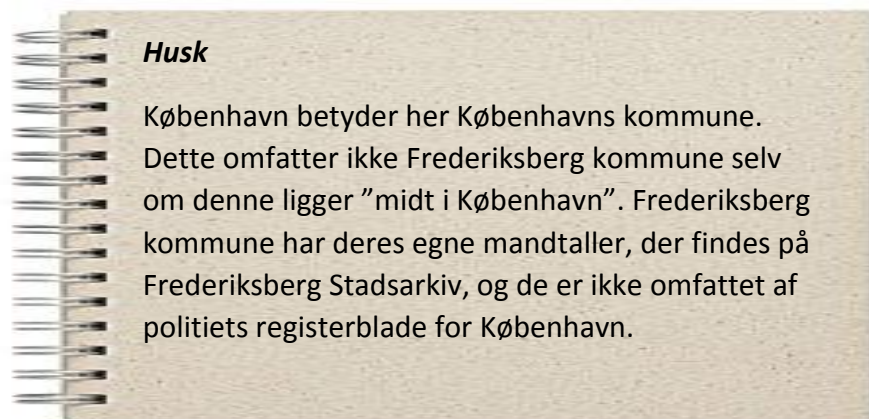 Husk
København betyder her Københavns kommune.
Dette omfatter ikke Frederiksberg kommune selv
om denne ligger ”midt i København”. Frederiksberg
kommune har deres egne mandtaller, der findes på
Frederiksberg Stadsarkiv, og de er ikke omfattet af
politiets registerblade for København.